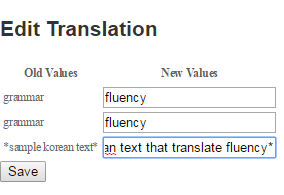 Edit Translation
Old Values New Values
grammar fluency
grammar fluency
*sample korean text* an text that translate fluency*
Save